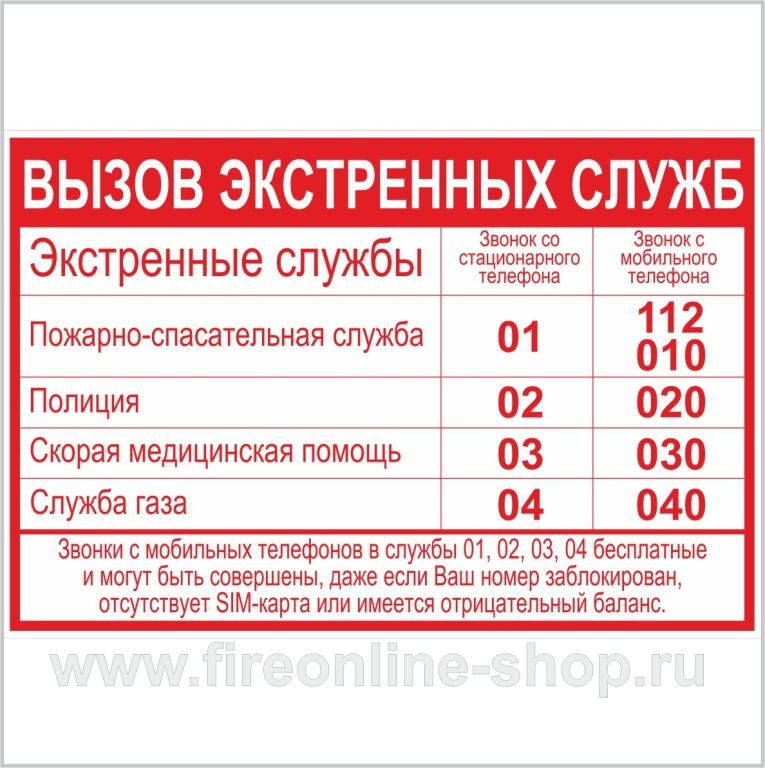 ВЫЗОВ ЭКСТРЕННЫХ СЛУЖБ
Экстренные службы
Звонок со
стационарного
телефона
Звонок с
мобильного
телефона
Пожарно-спасательная служба
01
112
010
Полиция
02
020
Скорая медицинская помощь
03
030
Служба газа
04
040
Звонки с мобильных телефонов в службы 01, 02, 03, 04 бесплатные
и могут быть совершены, даже если Ваш номер заблокирован,
отсутствует SIM-карта или имеется отрицательный баланс.
www.fireonline-shop.ru